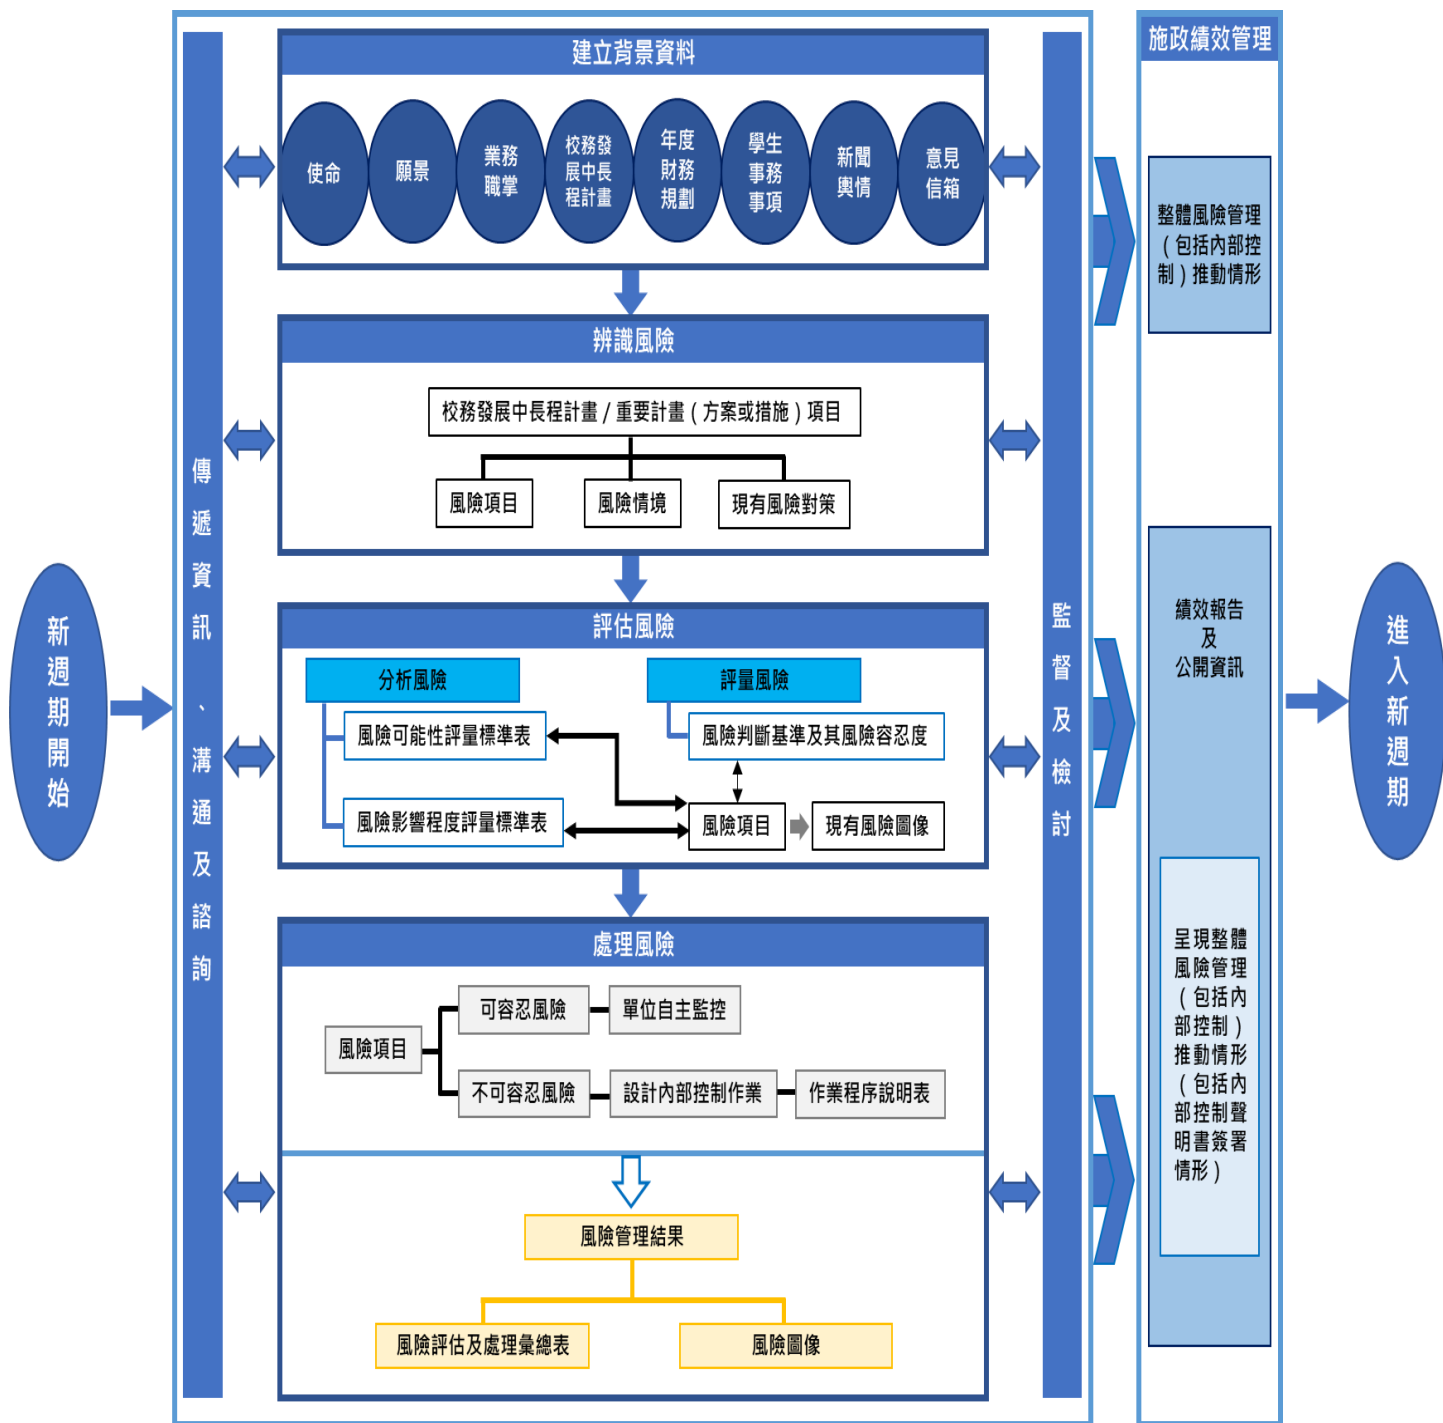 新週期開始
傳遞資訊、溝通及諮詢
建立背景資料
使命
願景
業務
職掌
校務發
展中長
程計畫
年度
財務
規劃
學生
事務
事項
新聞
輿情
意見
信箱
辨識風險
校務發展中長程計畫 / 重要計畫（方案或措施）項目
風險項目
風險情境
現有風險對策
評估風險
分析風險
風險可能性評量標準表
風險影響程度評量標準表
評量風險
風險判斷基準及其風險容忍度
風險項目
現有風險圖像
處理風險
風險項目
可容忍風險
單位自主監控
不可容忍風險
設計內部控制作業
作業程序說明表
風險管理結果
風險評估及處理彙總表
風險圖像
監督及檢討
施政績效管理
整體風險管理
（包括內部控
制）推動情形
績效報告
及
公開資訊
呈現整體
風險管理
（包括內
部控制）
推動情形
（包括內
部控制聲
明書簽署
情形）
進入新週期